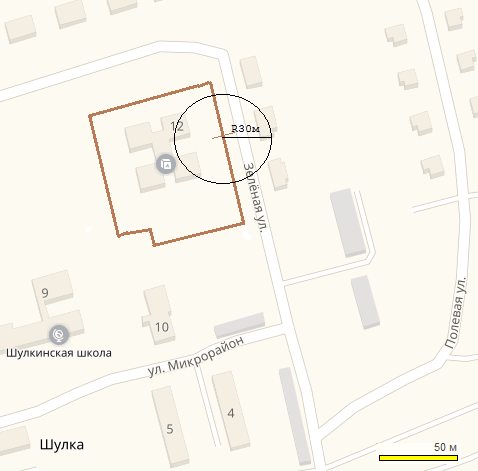 12
R30м
Зелёная ул.
9
10
Шулкинская школа
ул. Микрорайон
Полевая ул.
5
4
Шулка
50 м